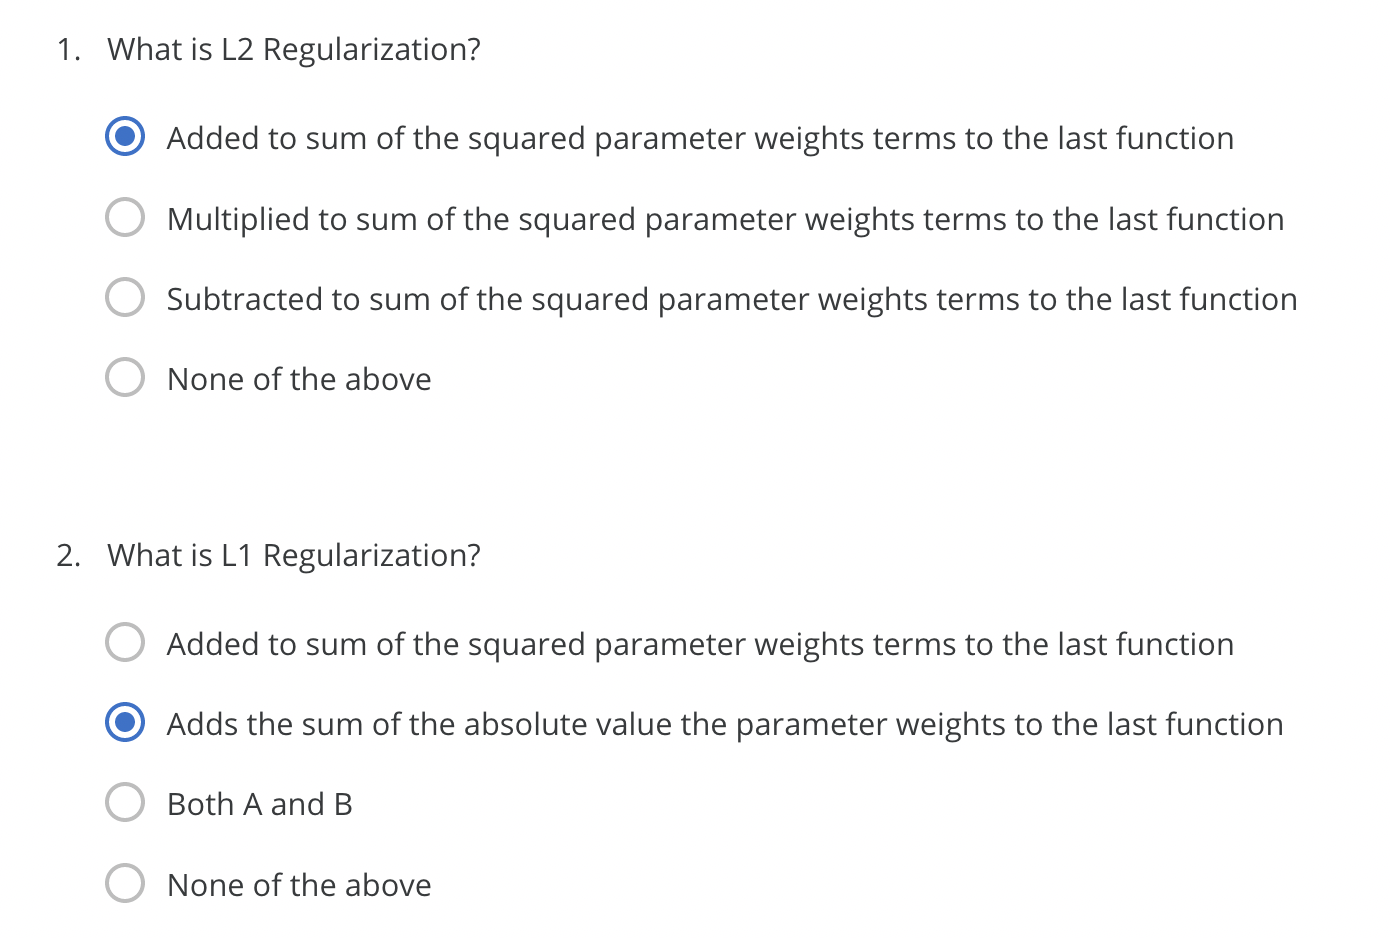 1. What is L2 Regularization?
Added to sum of the squared parameter weights terms to the last function
Multiplied to sum of the squared parameter weights terms to the last function
Subtracted to sum of the squared parameter weights terms to the last function
None of the above
2. What is L1 Regularization?
Added to sum of the squared parameter weights terms to the last function
Adds the sum of the absolute value the parameter weights to the last function
Both A and B
None of the above